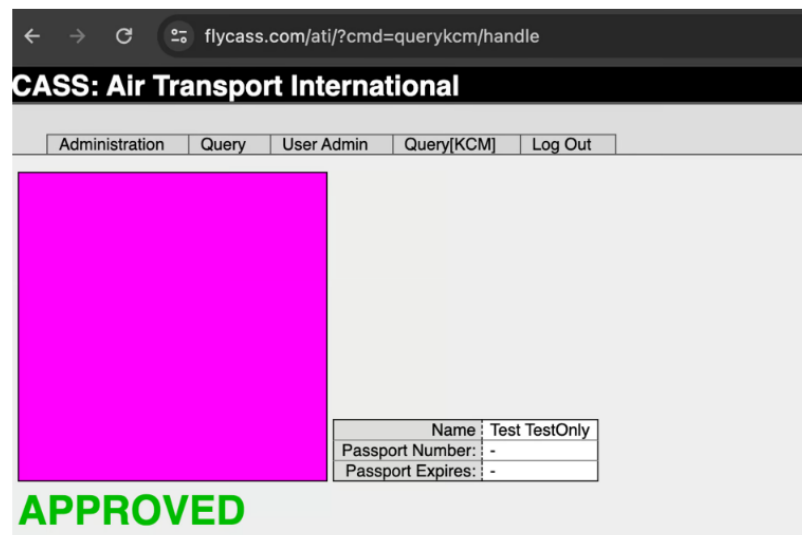 flycass.com/ati/?cmd=querykcm/handle
CASS: Air Transport International
Administration Query User Admin Query[KCM] Log Out
Name Test TestOnly
Passport Number: -
Passport Expires: -
APPROVED